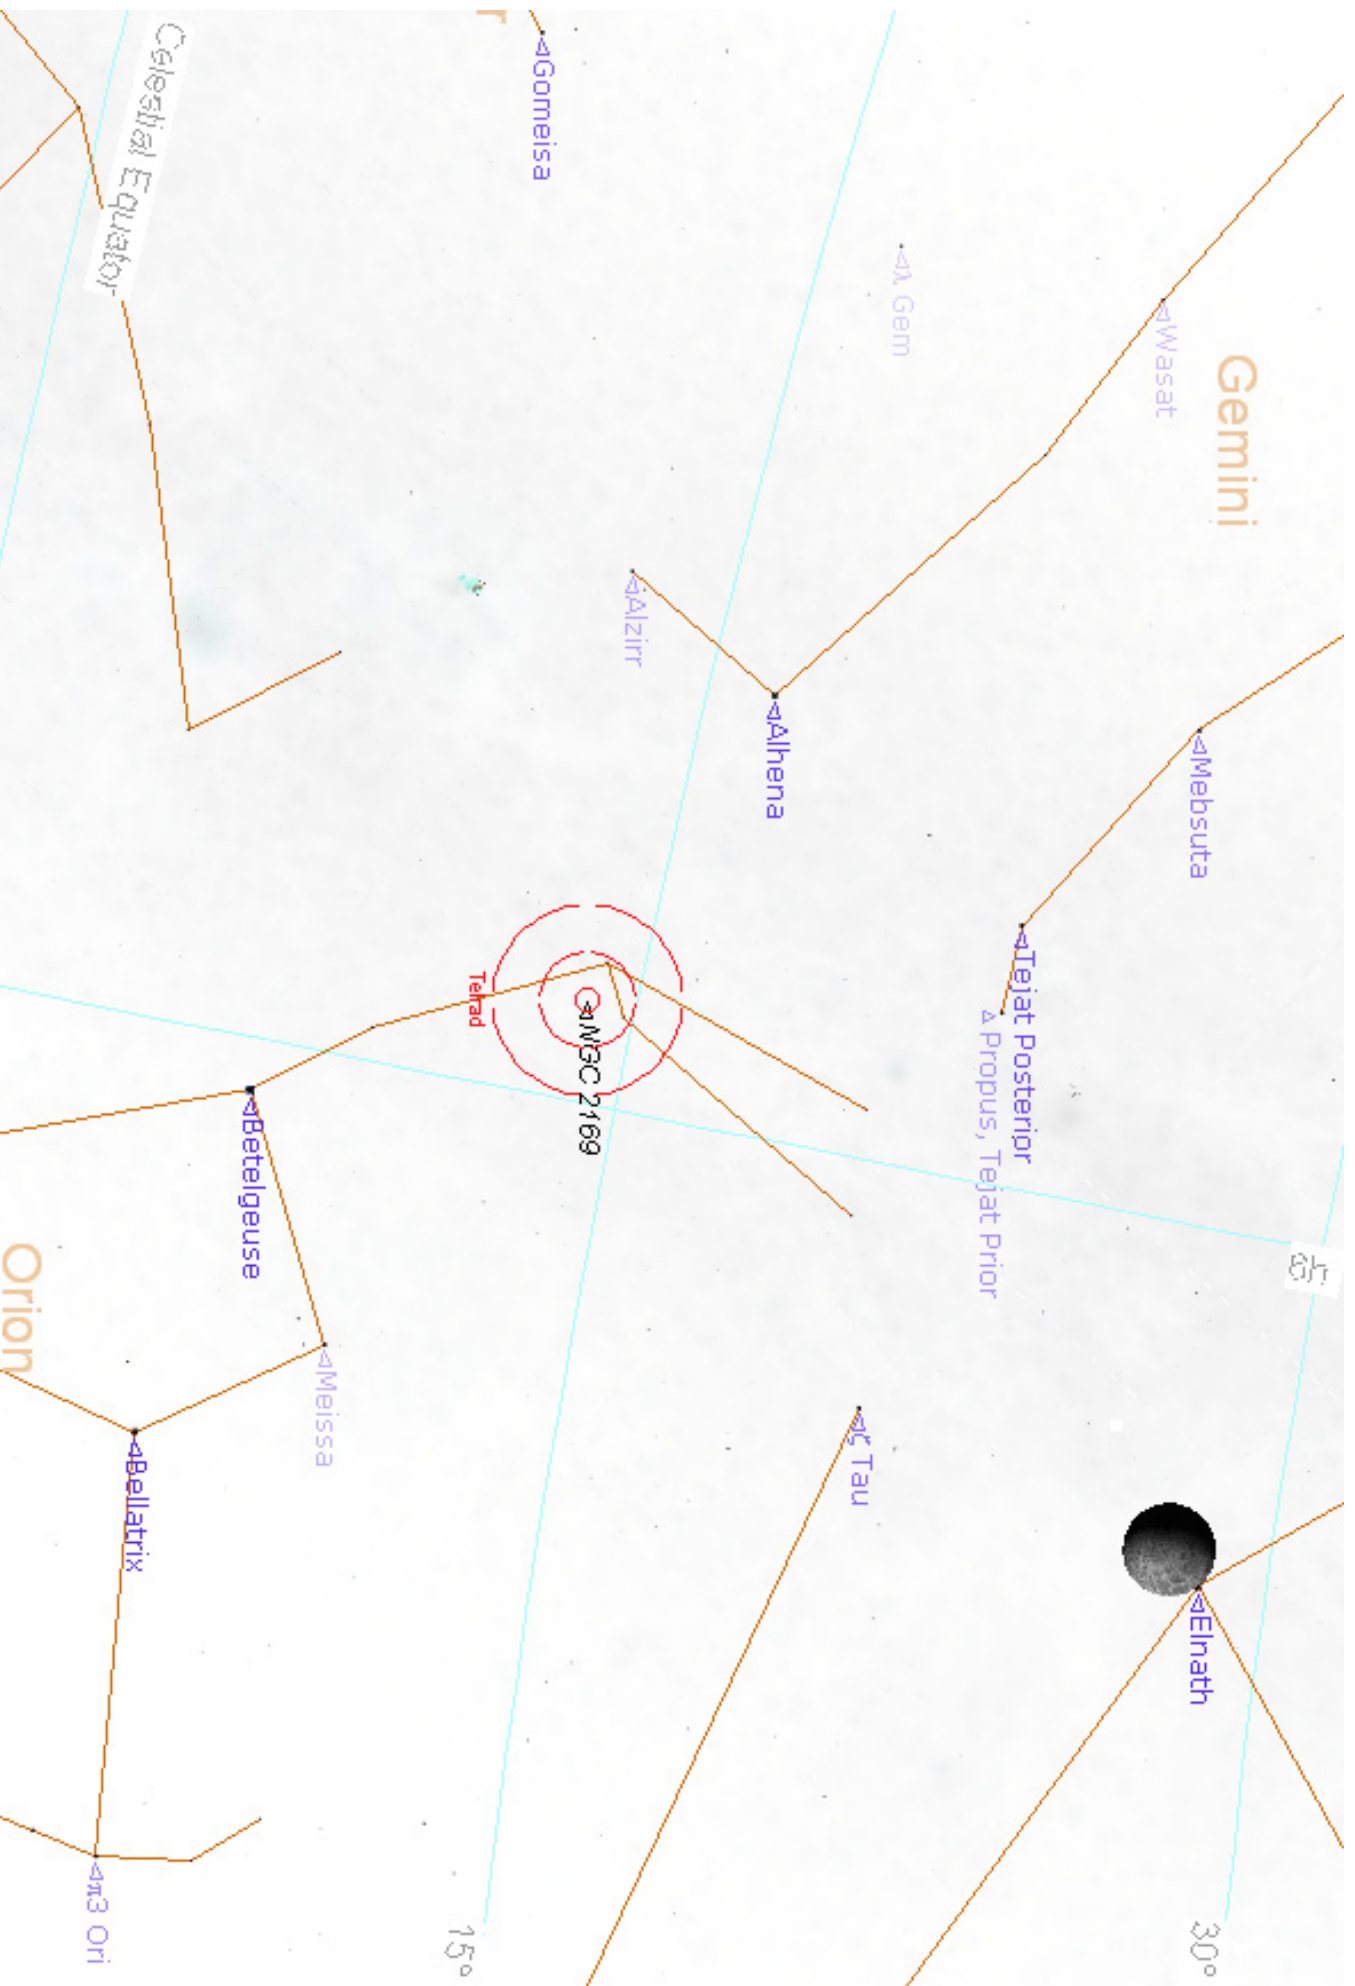 Celestial Equator
r
Gomeisa
λ Gem
Wasat
Gemini
Alzirr
Alhena
Mebsuta
Tejat Posterior
Propus, Tejat Prior
Telrad
NGC 2169
Betelgeuse
6h
Orion
Meissa
Bellatrix
ζ Tau
Elnath
π3 Ori
15°
30°